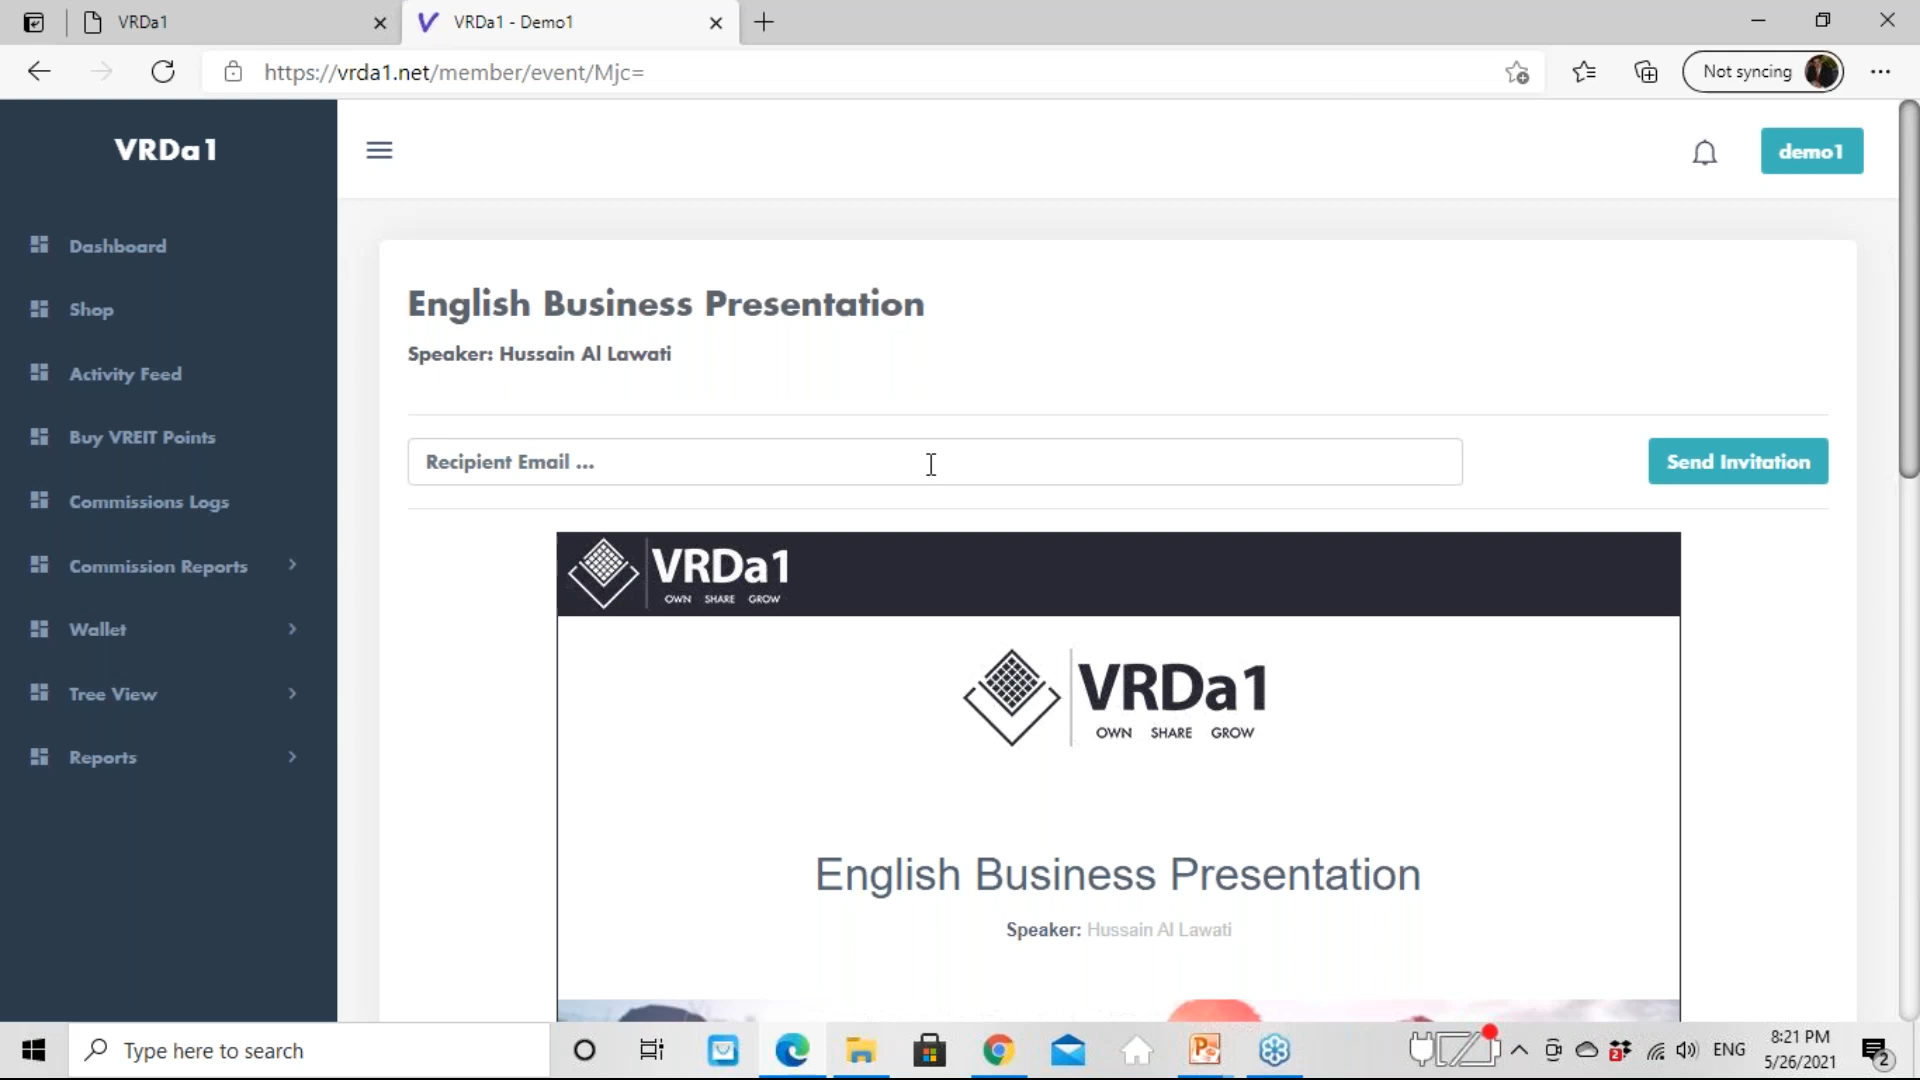 VRDa1
VRDa1 - Demo1
https://vrda1.net/member/event/Mjc=
Not syncing
VRDa1
demo1
Dashboard
Shop
Activity Feed
Buy VREIT Points
Commissions Logs
Commission Reports
Wallet
Tree View
Reports
English Business Presentation
Speaker: Hussain Al Lawati
Recipient Email ...
Send Invitation
VRDa1
OWN SHARE GROW
VRDa1
OWN SHARE GROW
English Business Presentation
Speaker: Hussain Al Lawati
Type here to search
2
ENG
8:21 PM
5/26/2021
2